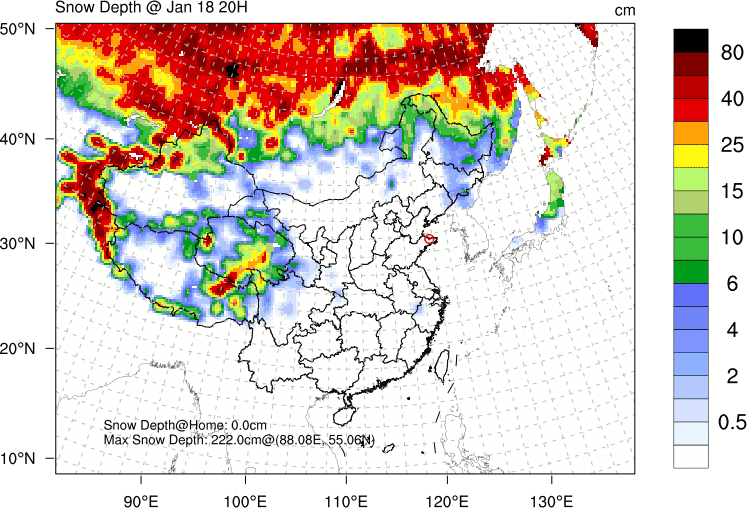 Snow Depth @ Jan 18 20H
cm
50°N
40°N
30°N
20°N
10°N
90°E
100°E
110°E
120°E
130°E
80
40
25
15
10
6
4
2
0.5
Snow Depth@Home: 0.0cm
Max Snow Depth: 222.0cm@(88.08E, 55.06N)